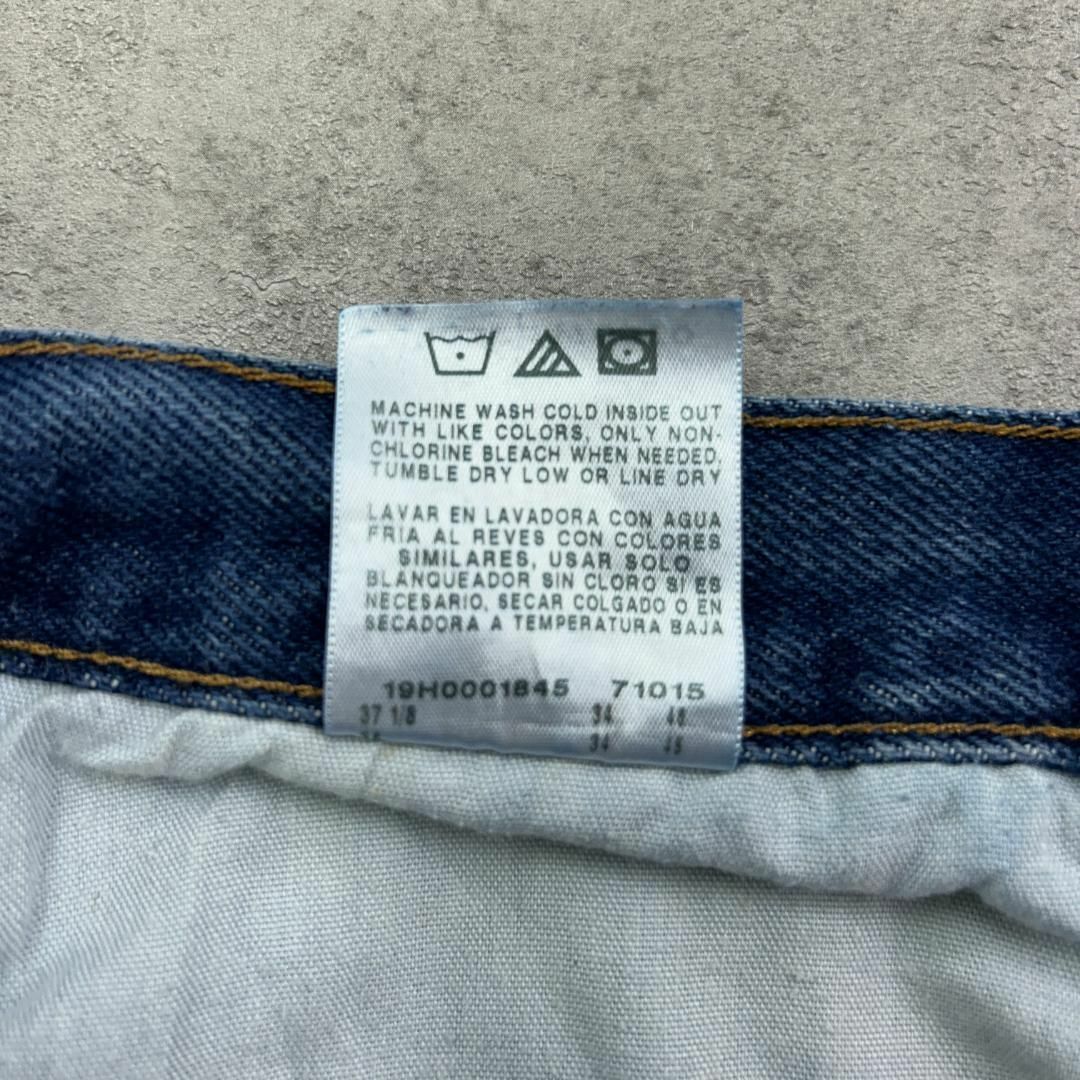 MACHINE WASH COLD INSIDE OUT
WITH LIKE COLORS, ONLY NON-
CHLORINE BLEACH WHEN NEEDED,
TUMBLE DRY LOW OR LINE DRY
LAVAR EN LAVADORA CON AGUA
FRIA AL REVES CON COLORES
SIMILARES, USAR SOLO
BLANQUEADOR SIN CLORO SI ES
NECESARIO, SECAR COLGADO O EN
SECADORA A TEMPERATURA BAJA
19H0001845 71015
37 1/8 34 48
34